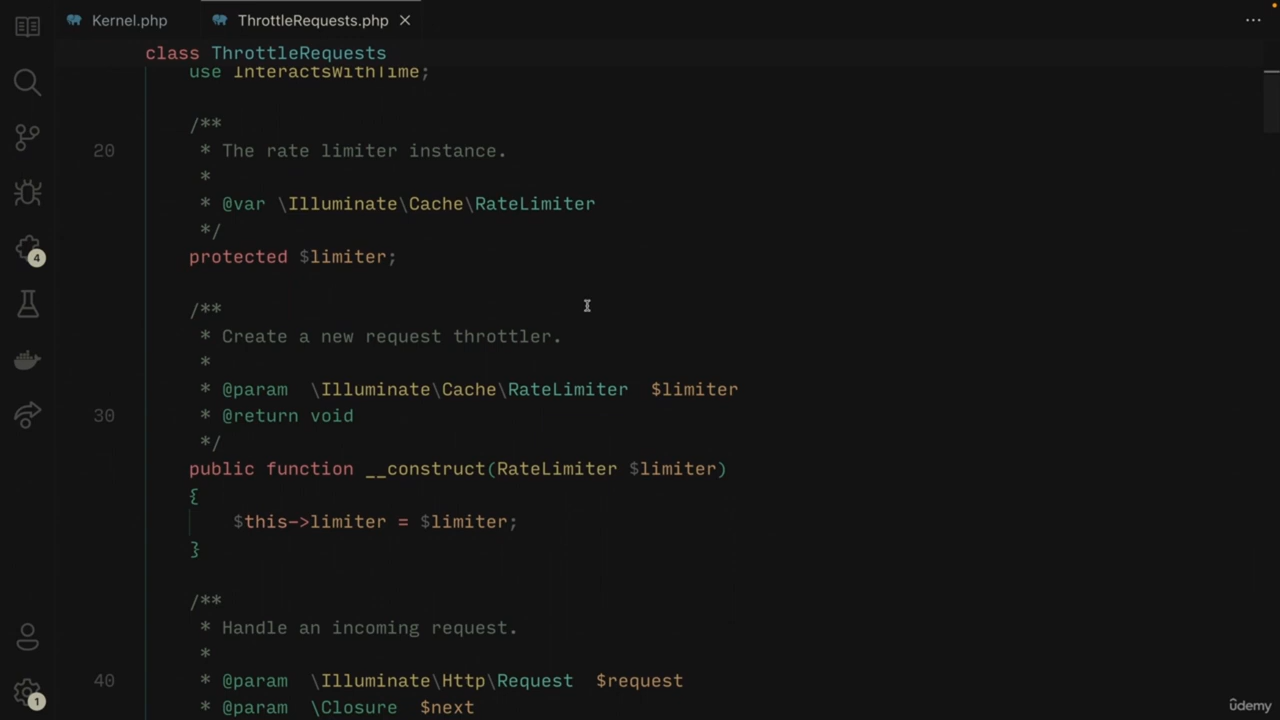 Kernel.php
ThrottleRequests.php
class ThrottleRequests
use InteractsWithTime;
/**
20 * The rate limiter instance.
*
* @var \Illuminate\Cache\RateLimiter
*/
protected $limiter;
/**
* Create a new request throttler.
*
* @param \Illuminate\Cache\RateLimiter $limiter
30 * @return void
*/
public function __construct(RateLimiter $limiter)
{
$this->limiter = $limiter;
}
/**
* Handle an incoming request.
*
40 * @param \Illuminate\Http\Request $request
* @param \Closure $next
4
1
ûdemy